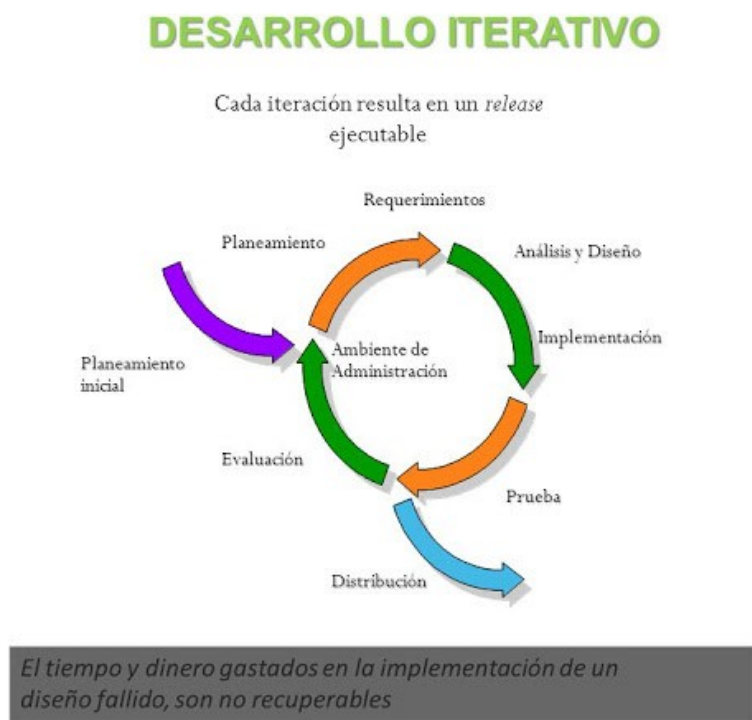 DESARROLLO ITERATIVO
Cada iteración resulta en un release
ejecutable
Requerimientos
Planeamiento
Análisis y Diseño
Implementación
Ambiente de
Administración
Planeamiento
inicial
Evaluación
Prueba
Distribución
El tiempo y dinero gastados en la implementación de un
diseño fallido, son no recuperables